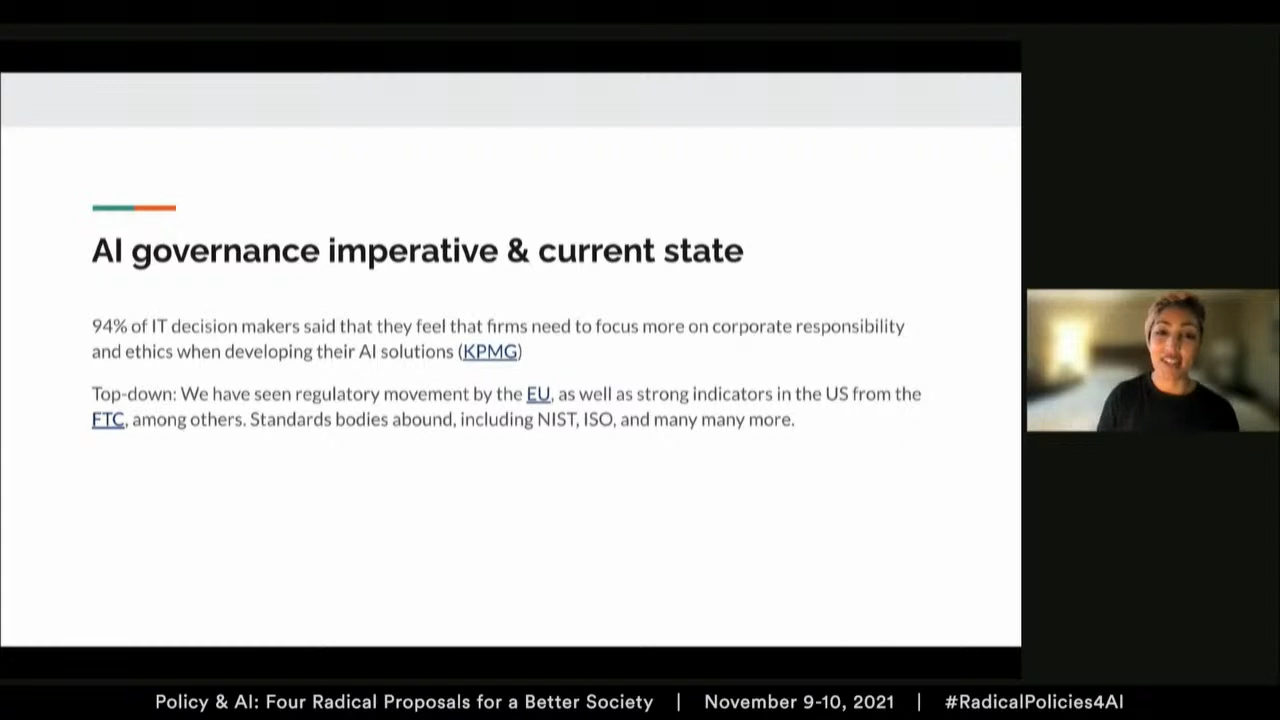 AI governance imperative & current state
94% of IT decision makers said that they feel that firms need to focus more on corporate responsibility
and ethics when developing their AI solutions (KPMG)
Top-down: We have seen regulatory movement by the EU, as well as strong indicators in the US from the
FTC, among others. Standards bodies abound, including NIST, ISO, and many many more.
Policy & AI: Four Radical Proposals for a Better Society | November 9-10, 2021 | #RadicalPolicies4AI